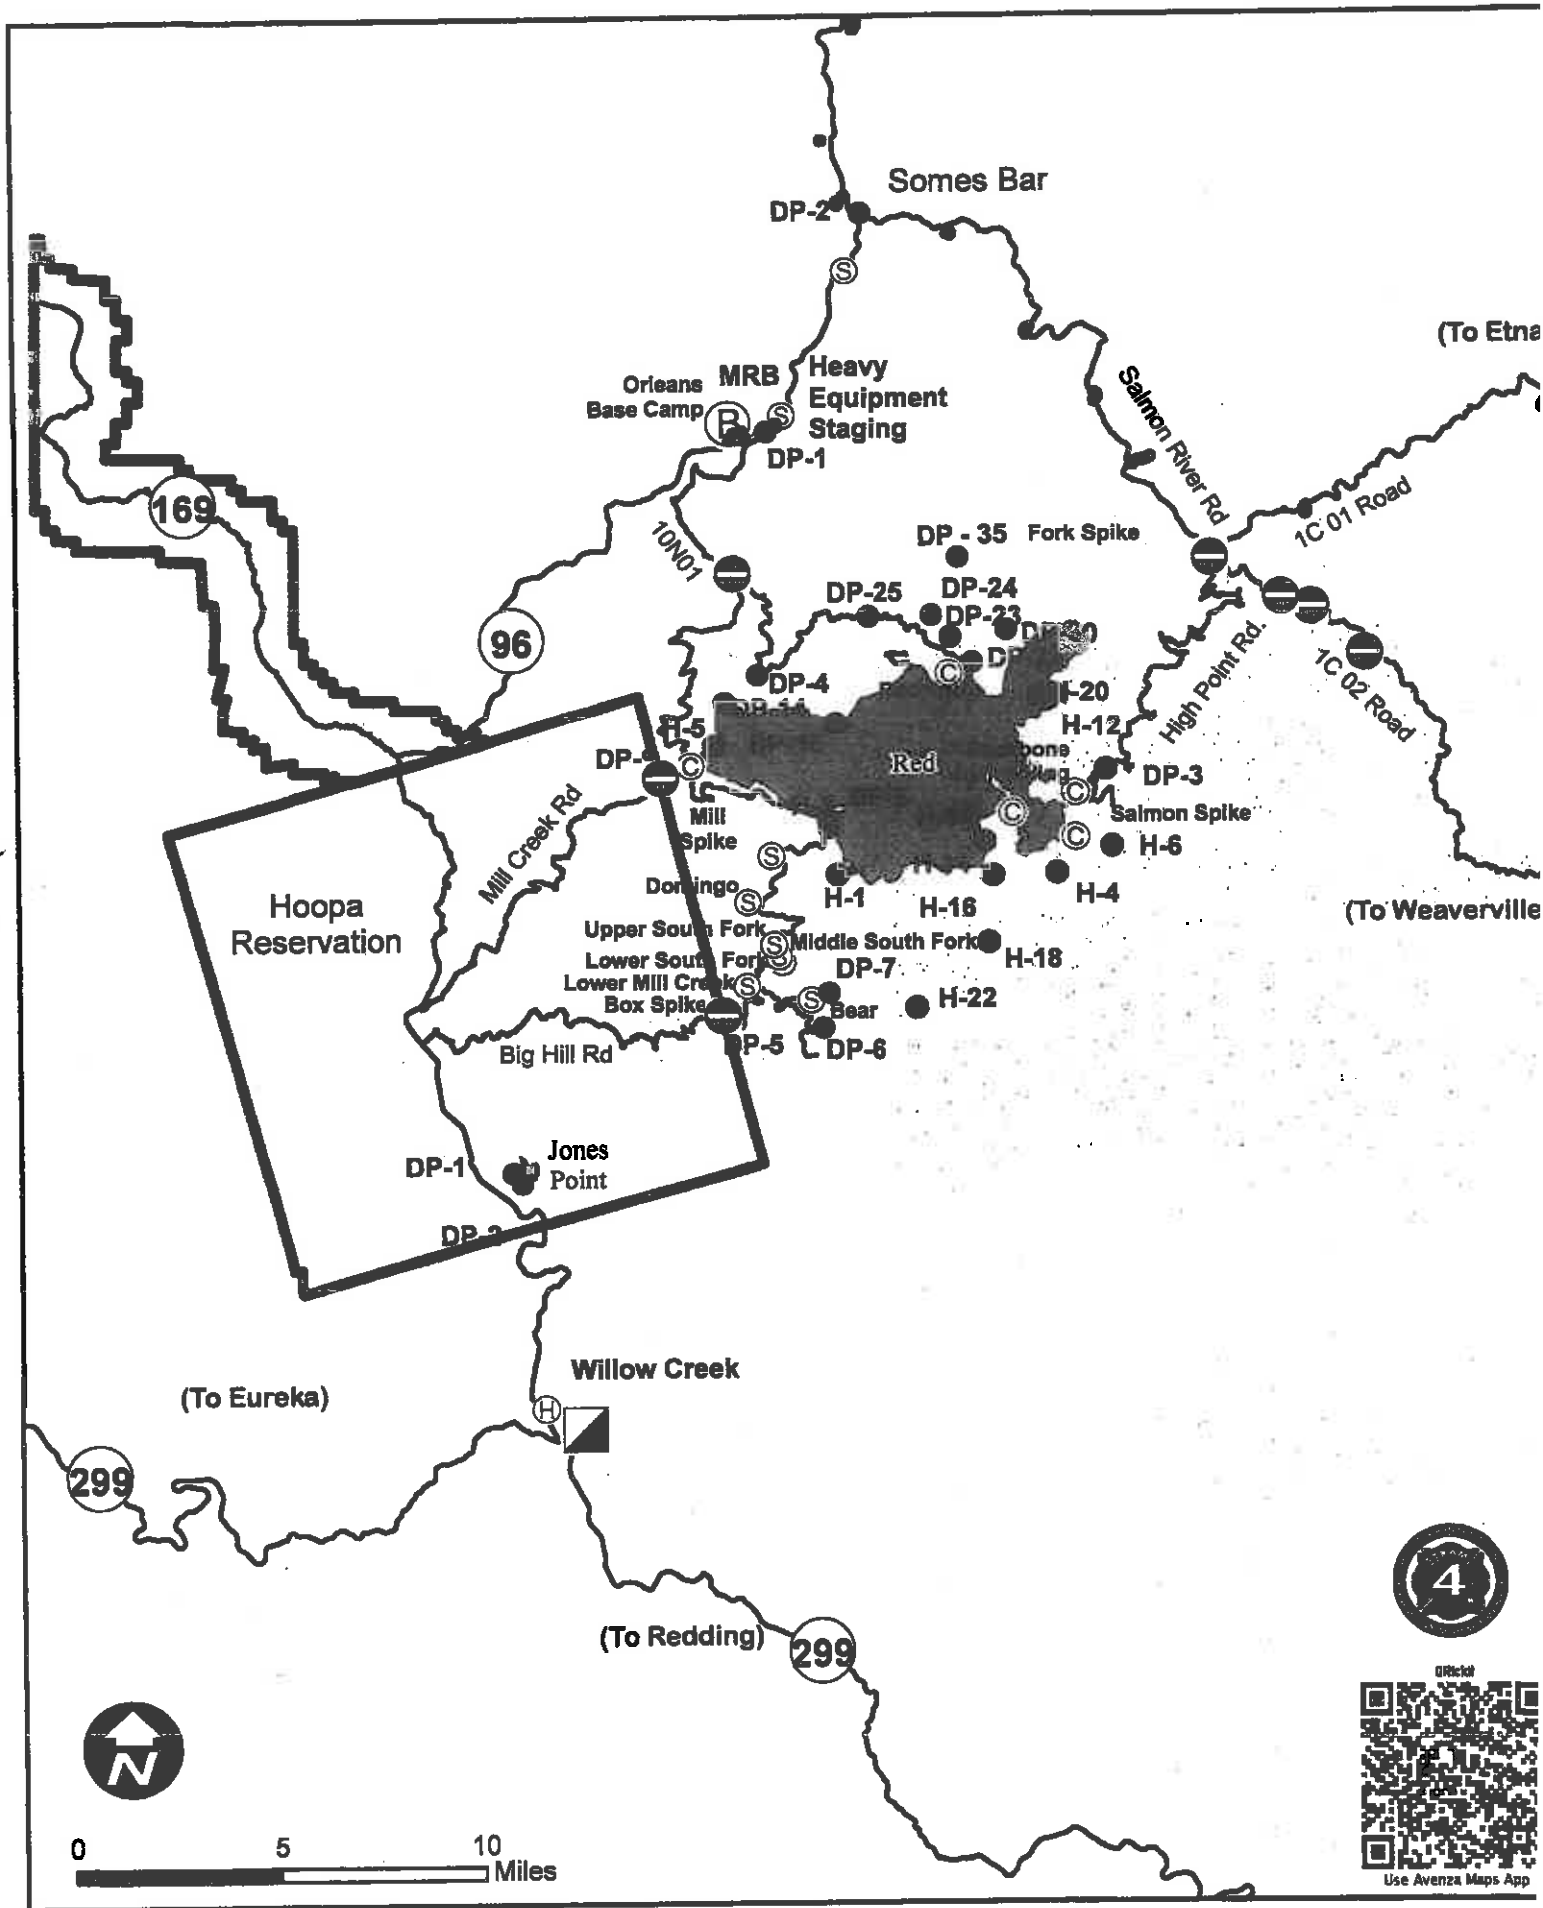 Somes Bar
DP-2
S
(To Etna
Salmon River Rd
MRB
Heavy
Equipment
Staging
Orleans
Base Camp
B
S
DP-1
169
1C 01 Road
10N01
DP - 35
Fork Spike
DP-24
DP-25
DP-23
96
High Point Rd.
1C 02 Road
DP-4
C
H-5
H-12
Red
C
DP-3
C
C
Salmon Spike
C
H-6
Mill Creek Rd
Mill
Spike
S
Domingo
S
H-1
H-16
H-4
(To Weaverville
Hoopa
Reservation
Upper South Fork
S
Middle South Fork
H-18
Lower South Fork
S
DP-7
Lower Mill Creek
S
Box Spike
S
Bear
H-22
Big Hill Rd
DP-5
DP-6
DP-1
Jones
Point
Willow Creek
(To Eureka)
H
299
4
(To Redding)
299
N
0 5 10
Miles
Use Avenza Maps App